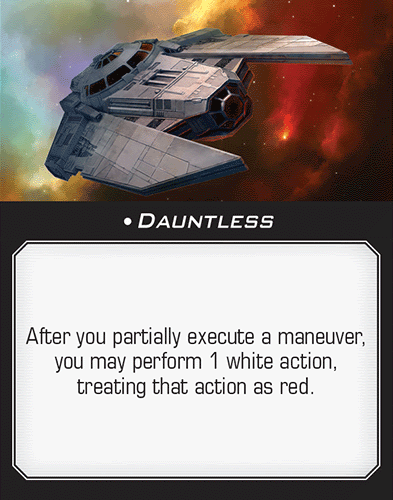 • Dauntless
After you partially execute a maneuver,
you may perform 1 white action,
treating that action as red.